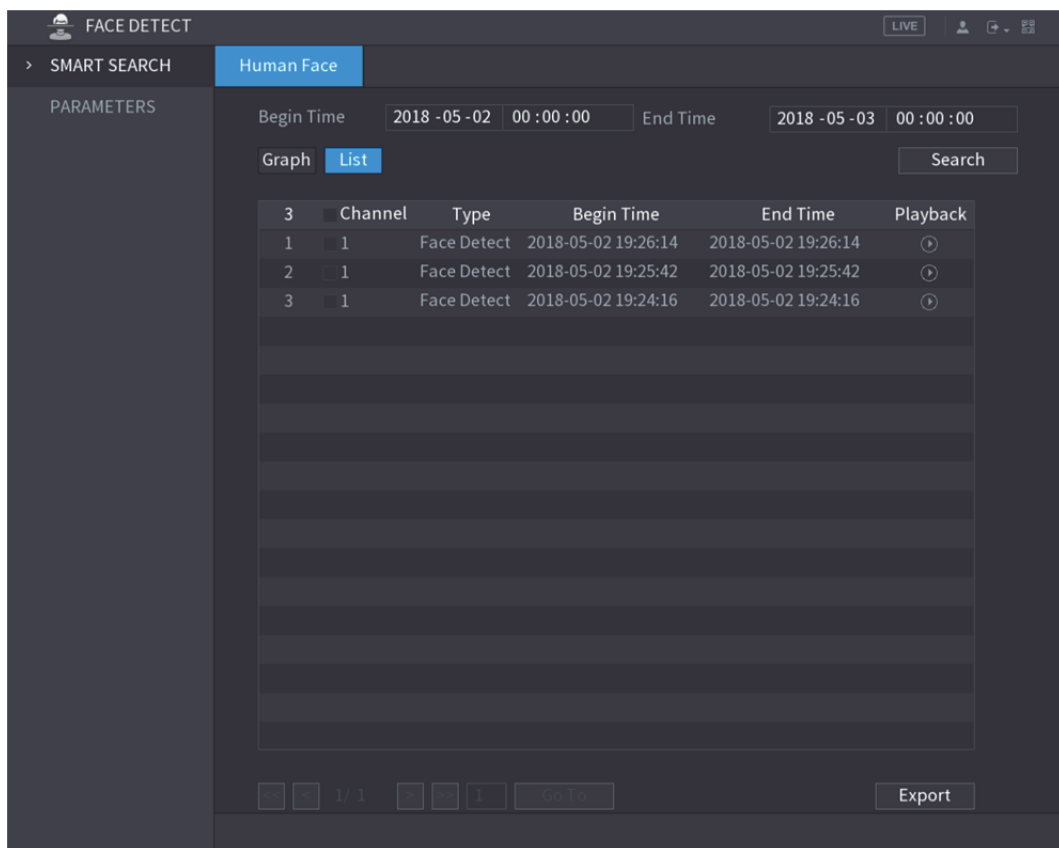 FACE DETECT LIVE
> SMART SEARCH Human Face
PARAMETERS
Begin Time 2018 -05 -02 00 :00 :00 End Time 2018 -05 -03 00 :00 :00
Graph List Search
3 Channel Type Begin Time End Time Playback
1 1 Face Detect 2018-05-02 19:26:14 2018-05-02 19:26:14
2 1 Face Detect 2018-05-02 19:25:42 2018-05-02 19:25:42
3 1 Face Detect 2018-05-02 19:24:16 2018-05-02 19:24:16
<< < 1/ 1 > >> 1 Go To Export